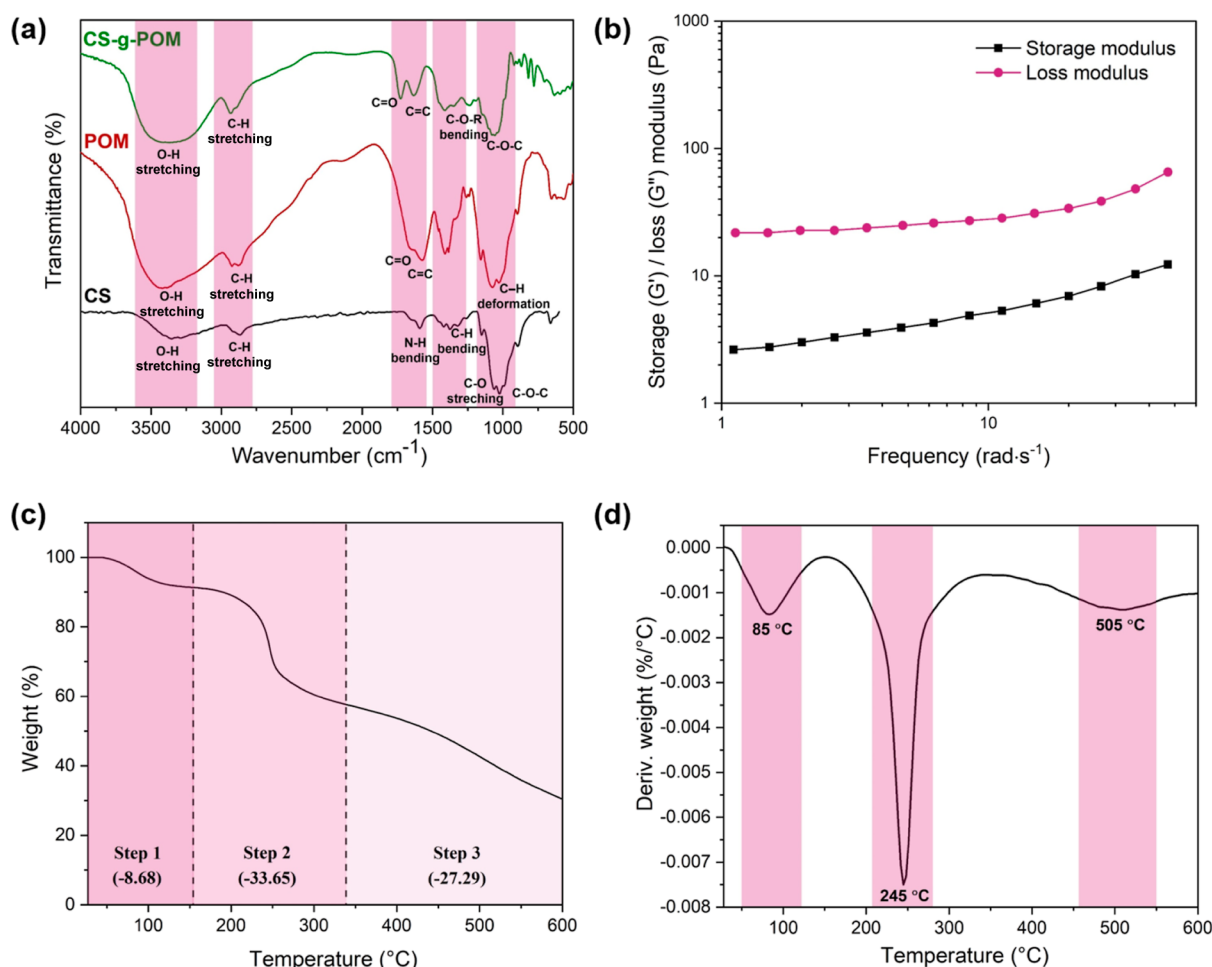 (a)
CS-g-POM
O-H
stretching
C-H
stretching
C=O
C=C
C-O-R
bending
C-O-C
POM
O-H
stretching
C-H
stretching
C=O
C=C
C–H
deformation
CS
O-H
stretching
C-H
stretching
N-H
bending
C-H
bending
C-O
streching
C-O-C
Transmittance (%)
4000 3500 3000 2500 2000 1500 1000 500
Wavenumber (cm⁻¹)
(b)
Storage modulus
Loss modulus
Storage (G') / loss (G") modulus (Pa)
1000
100
10
1
1 10
Frequency (rad·s⁻¹)
(c)
Weight (%)
100
80
60
40
20
0
Step 1
(-8.68)
Step 2
(-33.65)
Step 3
(-27.29)
100 200 300 400 500 600
Temperature (°C)
(d)
Deriv. weight (%/°C)
0.000
-0.001
-0.002
-0.003
-0.004
-0.005
-0.006
-0.007
-0.008
85 °C
245 °C
505 °C
100 200 300 400 500 600
Temperature (°C)